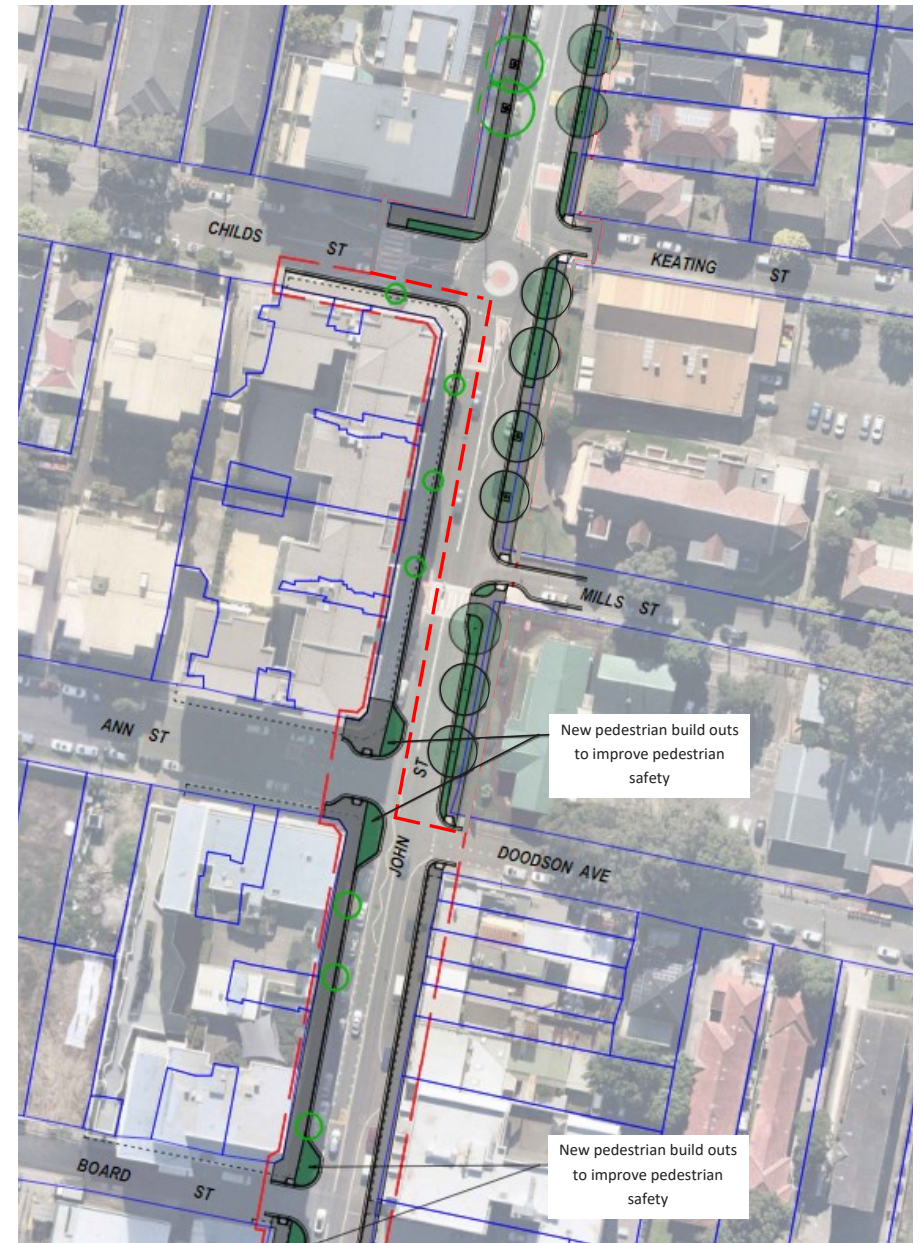 CHILDS ST
KEATING ST
MILLS ST
ANN ST
New pedestrian build outs
to improve pedestrian
safety
JOHN ST
DOODSON AVE
New pedestrian build outs
to improve pedestrian
safety
BOARD ST